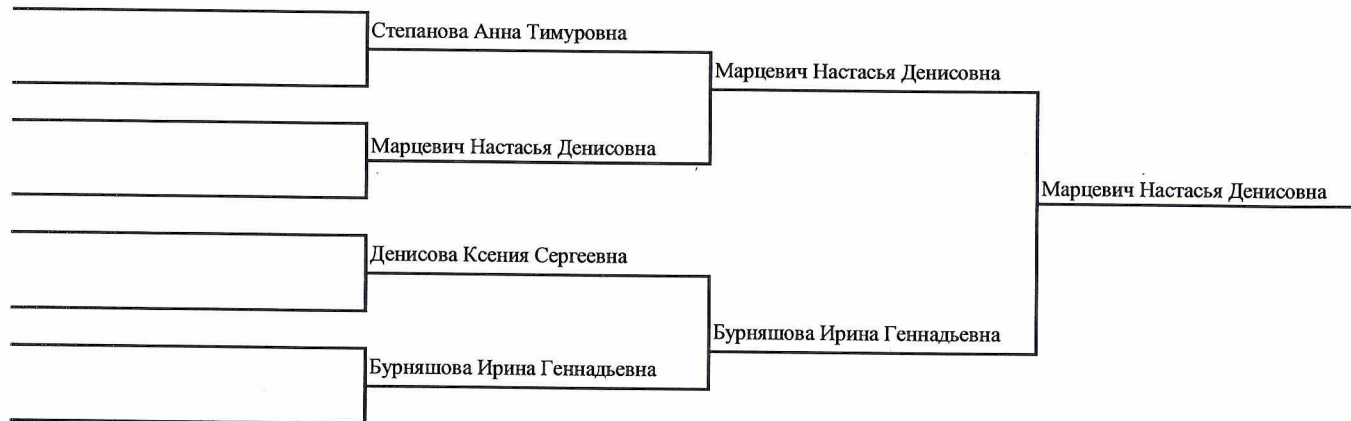 Степанова Анна Тимуровна
Марцевич Настасья Денисовна
Марцевич Настасья Денисовна
Марцевич Настасья Денисовна
Денисова Ксения Сергеевна
Бурняшова Ирина Геннадьевна
Бурняшова Ирина Геннадьевна